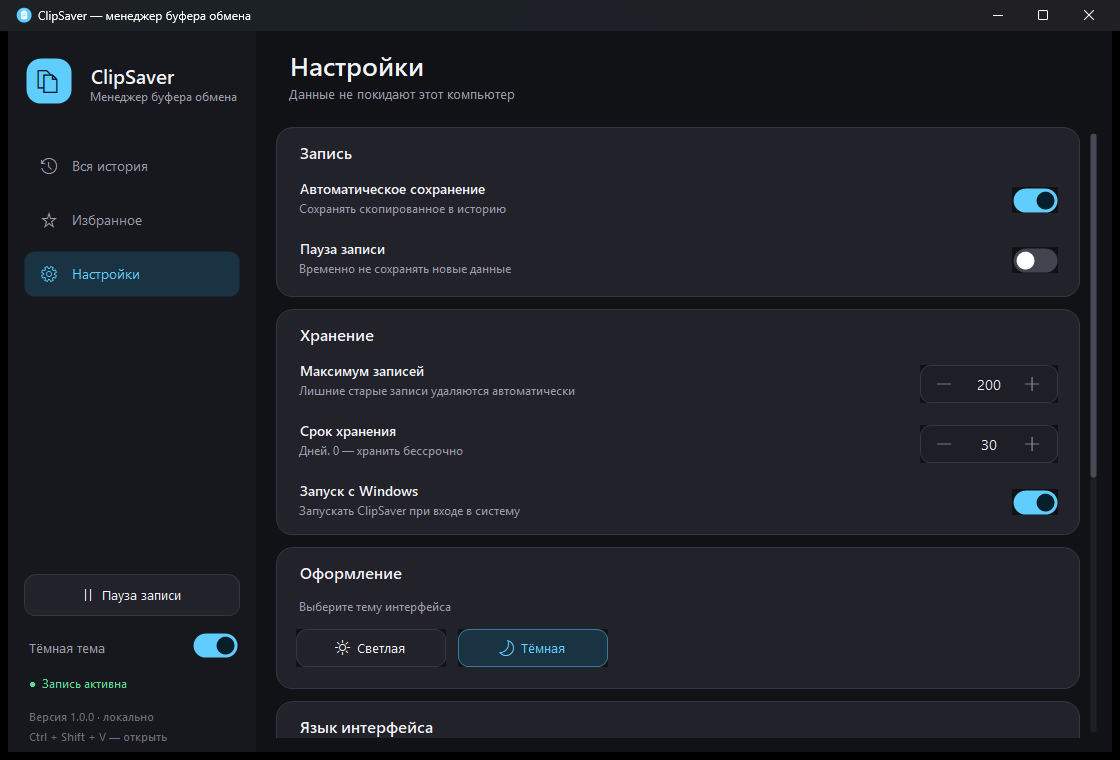 ClipSaver — менеджер буфера обмена
ClipSaver
Менеджер буфера обмена
Вся история
Избранное
Настройки
Пауза записи
Тёмная тема
Запись активна
Версия 1.0.0 · локально
Ctrl + Shift + V — открыть
Настройки
Данные не покидают этот компьютер
Запись
Автоматическое сохранение
Сохранять скопированное в историю
Пауза записи
Временно не сохранять новые данные
Хранение
Максимум записей
Лишние старые записи удаляются автоматически
200
Срок хранения
Дней. 0 — хранить бессрочно
30
Запуск с Windows
Запускать ClipSaver при входе в систему
Оформление
Выберите тему интерфейса
Светлая
Тёмная
Язык интерфейса